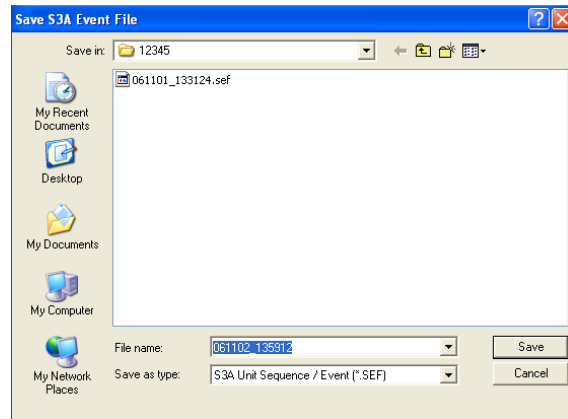 Save S3A Event File
Save in: 12345
061101_133124.sef
My Recent
Documents
Desktop
My Documents
My Computer
My Network
Places
File name: 061102_135912 Save
Save as type: S3A Unit Sequence / Event (*.SEF) Cancel